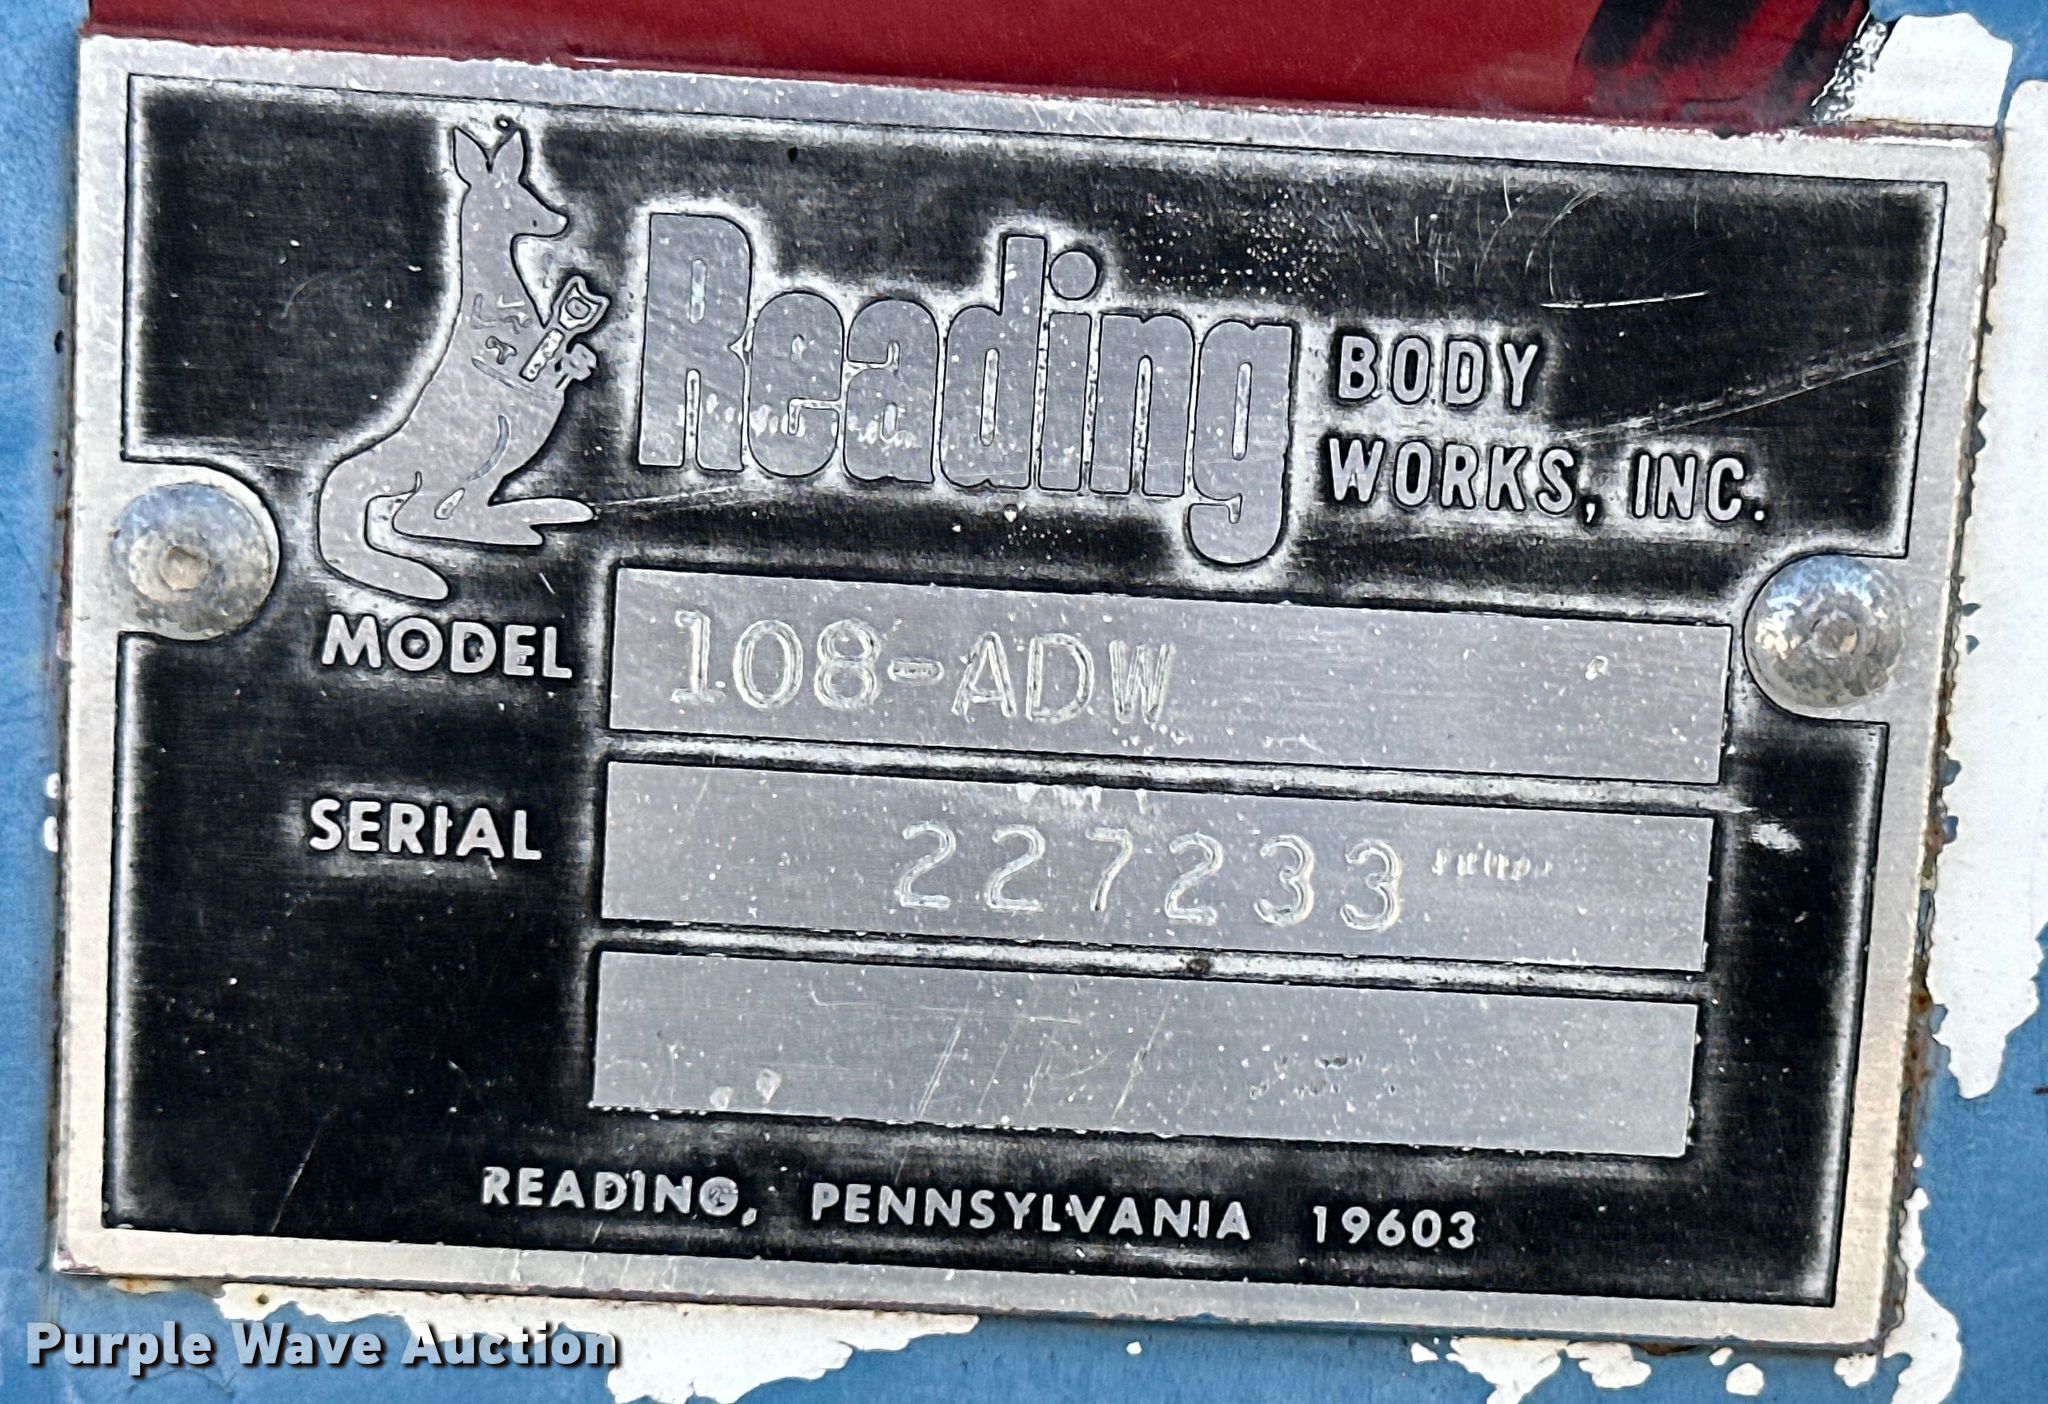 Reading BODY
WORKS, INC.
MODEL 108-ADW
SERIAL 227233
READING, PENNSYLVANIA 19603
Purple Wave Auction